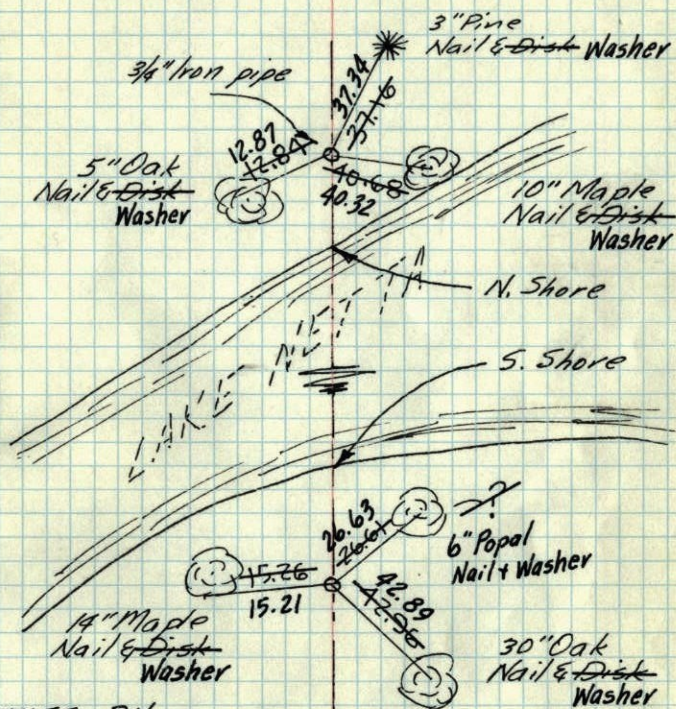 3" Pine
Nail & Disk Washer
3/4" Iron pipe
37.34
37.16
12.87
12.84
5" Oak
Nail & Disk
Washer
40.68
40.32
10" Maple
Nail & Disk
Washer
N. Shore
LAKE NETTA
S. Shore
26.63
26.61
?
6" Popal
Nail + Washer
15.26
15.21
42.89
42.96
14" Maple
Nail & Disk
Washer
30" Oak
Nail & Disk
Washer